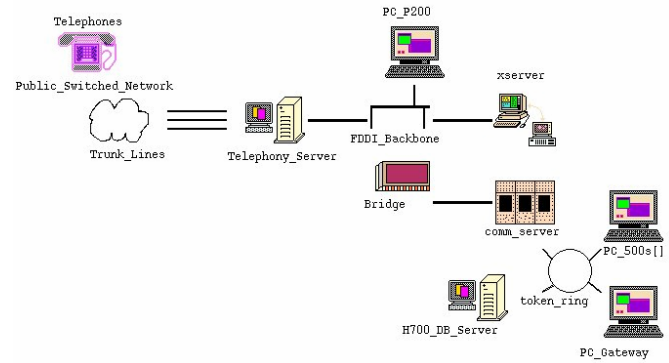 Telephones
PC_P200
Public_Switched_Network
xserver
Trunk_Lines
Telephony_Server
FDDI_Backbone
Bridge
comm_server
PC_500s[]
token_ring
H700_DB_Server
PC_Gateway